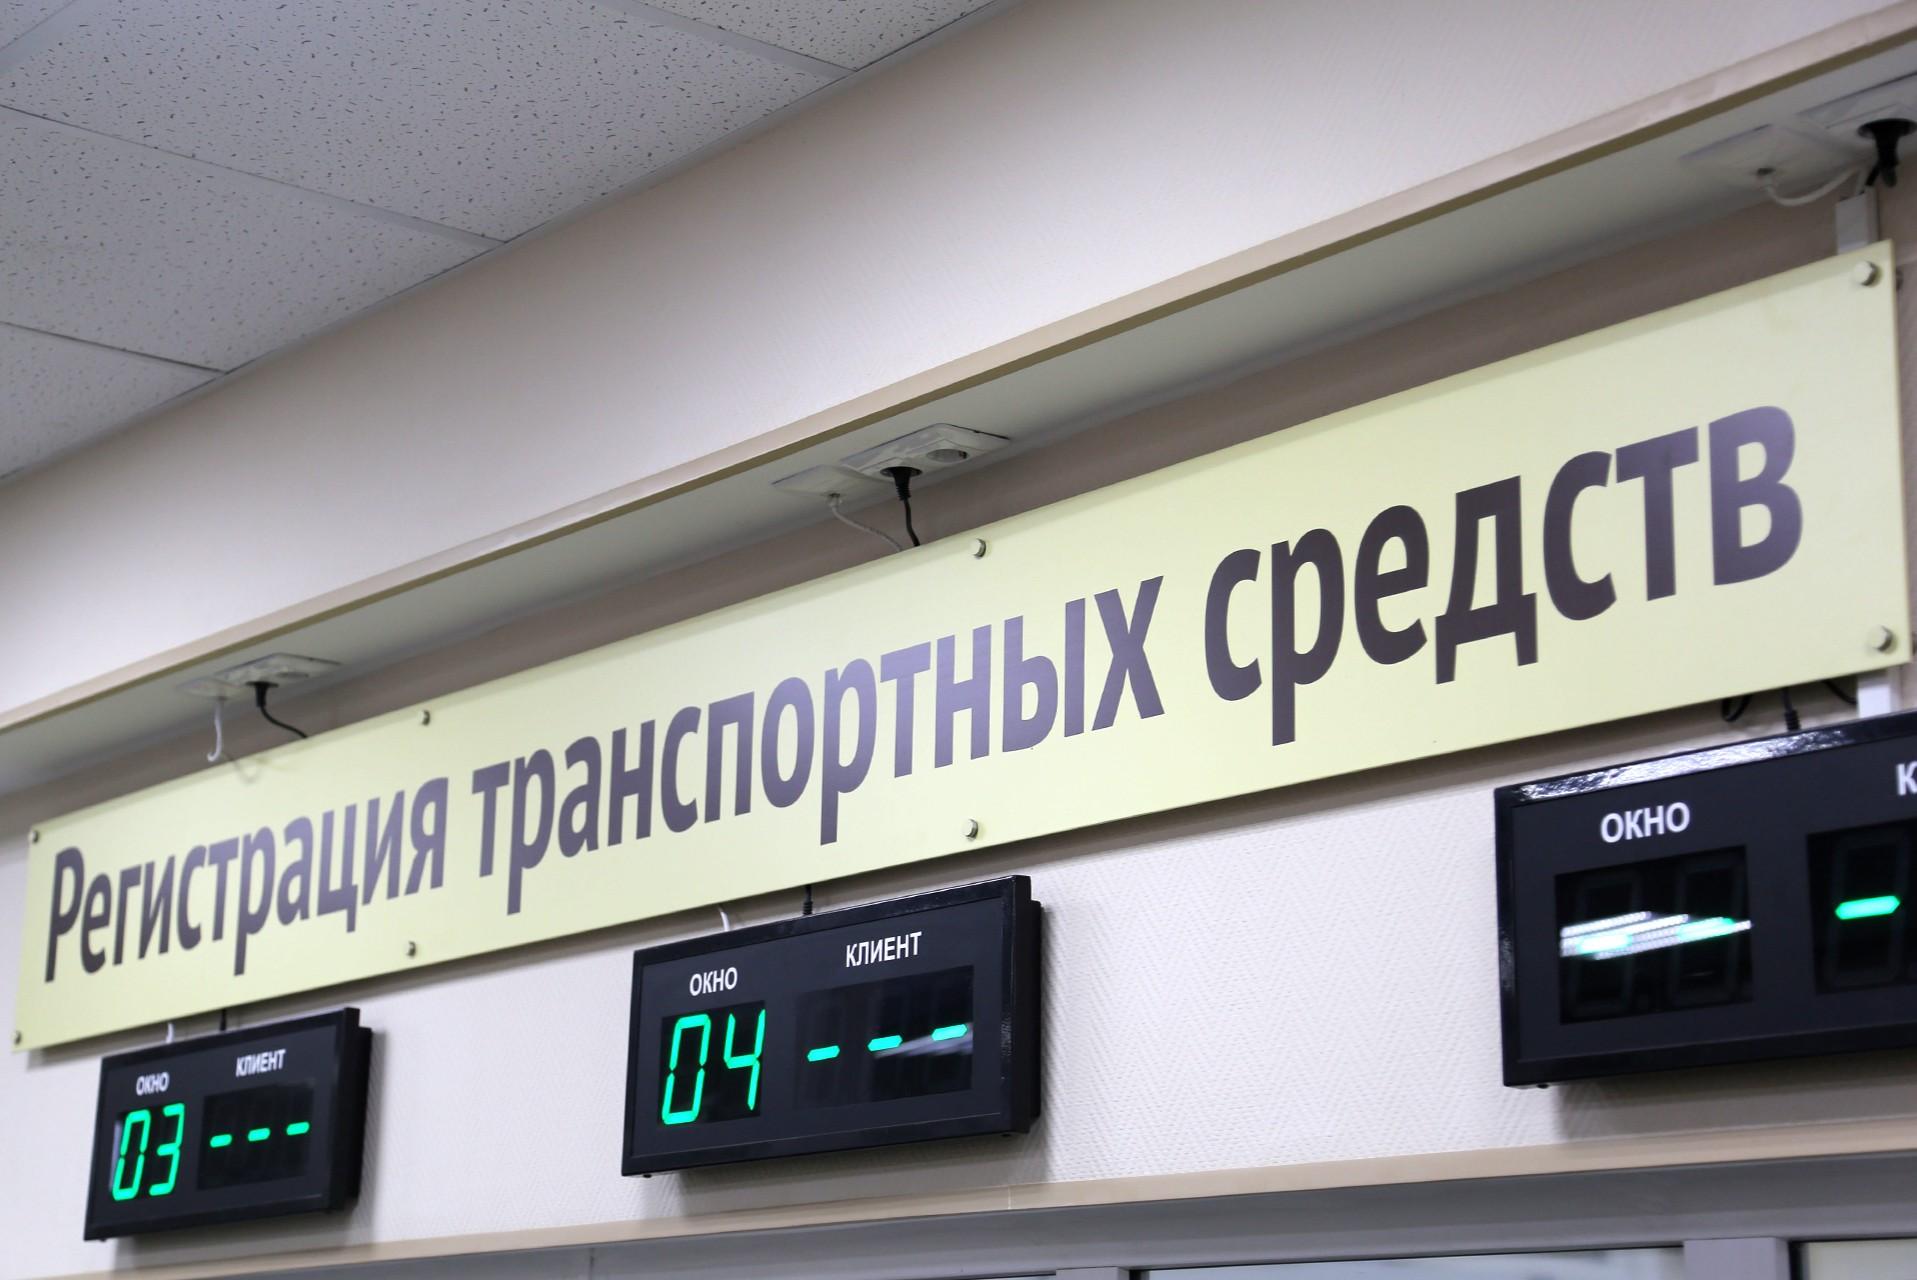 Регистрация транспортных средств
ОКНО КЛИЕНТ
03 ---
ОКНО КЛИЕНТ
04 ---
ОКНО